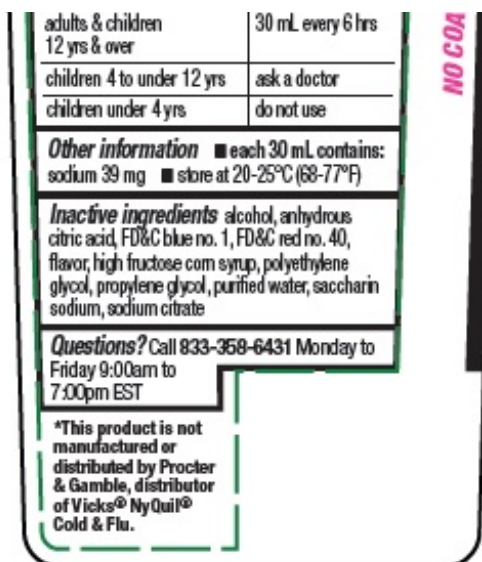 adults & children
12 yrs & over
30 mL every 6 hrs
children 4 to under 12 yrs ask a doctor
children under 4 yrs do not use
Other information ■ each 30 mL contains:
sodium 39 mg ■ store at 20-25°C (68-77°F)
Inactive ingredients alcohol, anhydrous
citric acid, FD&C blue no. 1, FD&C red no. 40,
flavor, high fructose corn syrup, polyethylene
glycol, propylene glycol, purified water, saccharin
sodium, sodium citrate
Questions? Call 833-358-6431 Monday to
Friday 9:00am to
7:00pm EST
*This product is not
manufactured or
distributed by Procter
& Gamble, distributor
of Vicks® NyQuil®
Cold & Flu.
NO COA